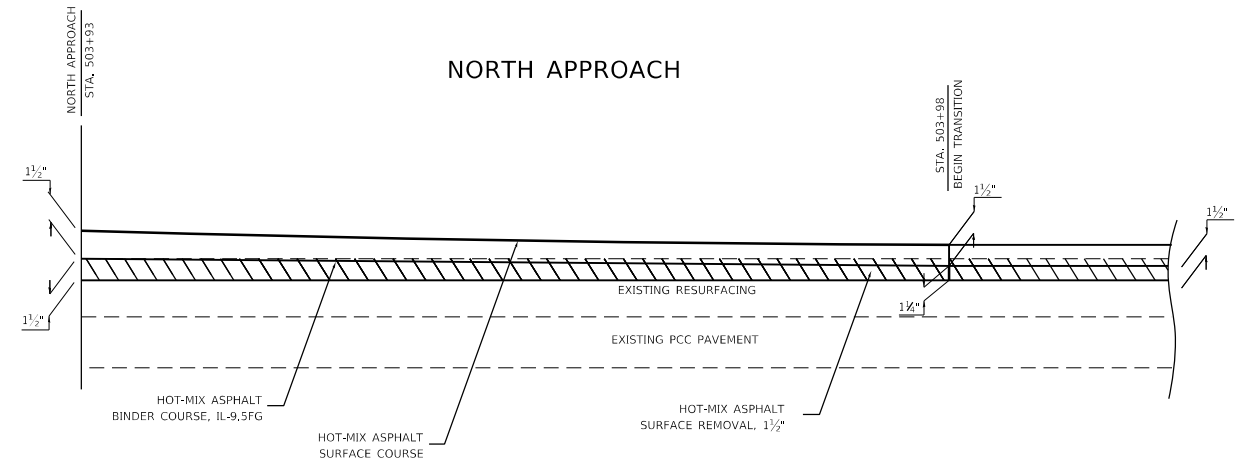 NORTH APPROACH
STA. 503+93
NORTH APPROACH
STA. 503+98
BEGIN TRANSITION
1½"
1½"
1½"
1½"
1¼"
EXISTING RESURFACING
EXISTING PCC PAVEMENT
HOT-MIX ASPHALT
BINDER COURSE, IL-9,5FG
HOT-MIX ASPHALT
SURFACE COURSE
HOT-MIX ASPHALT
SURFACE REMOVAL, 1½"